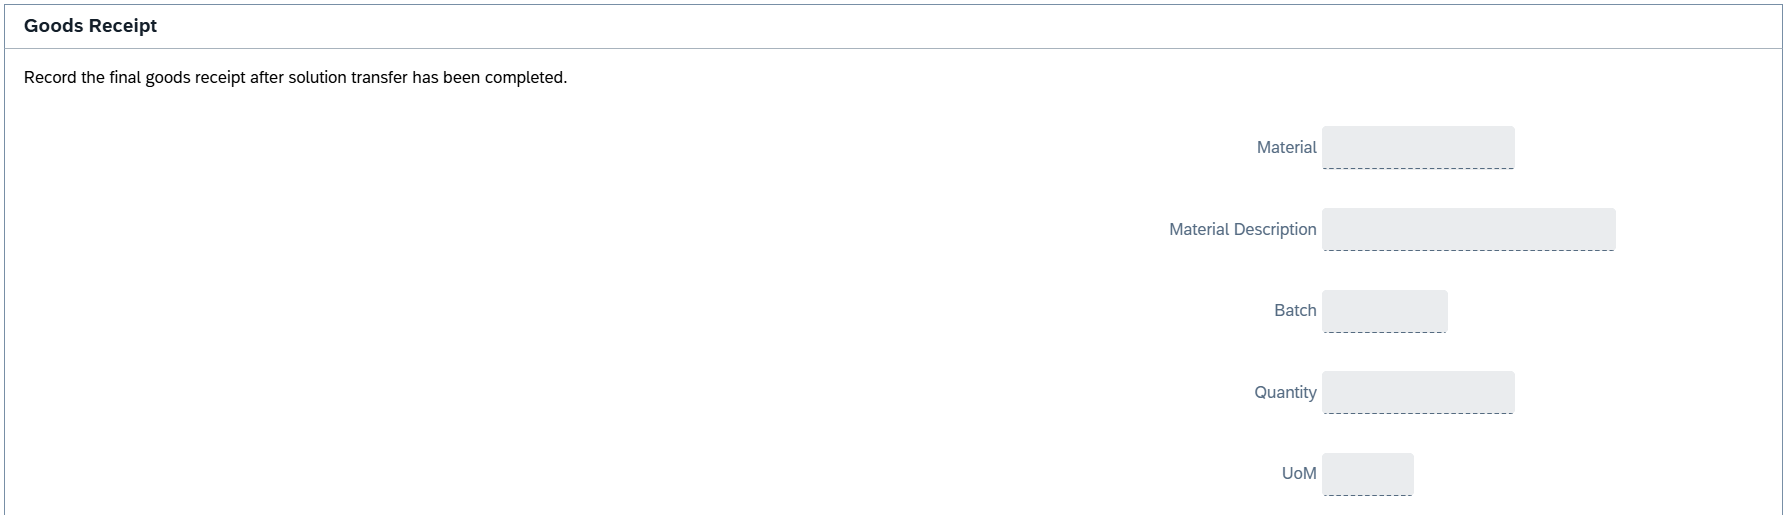 Goods Receipt
Record the final goods receipt after solution transfer has been completed.
Material
Material Description
Batch
Quantity
UoM